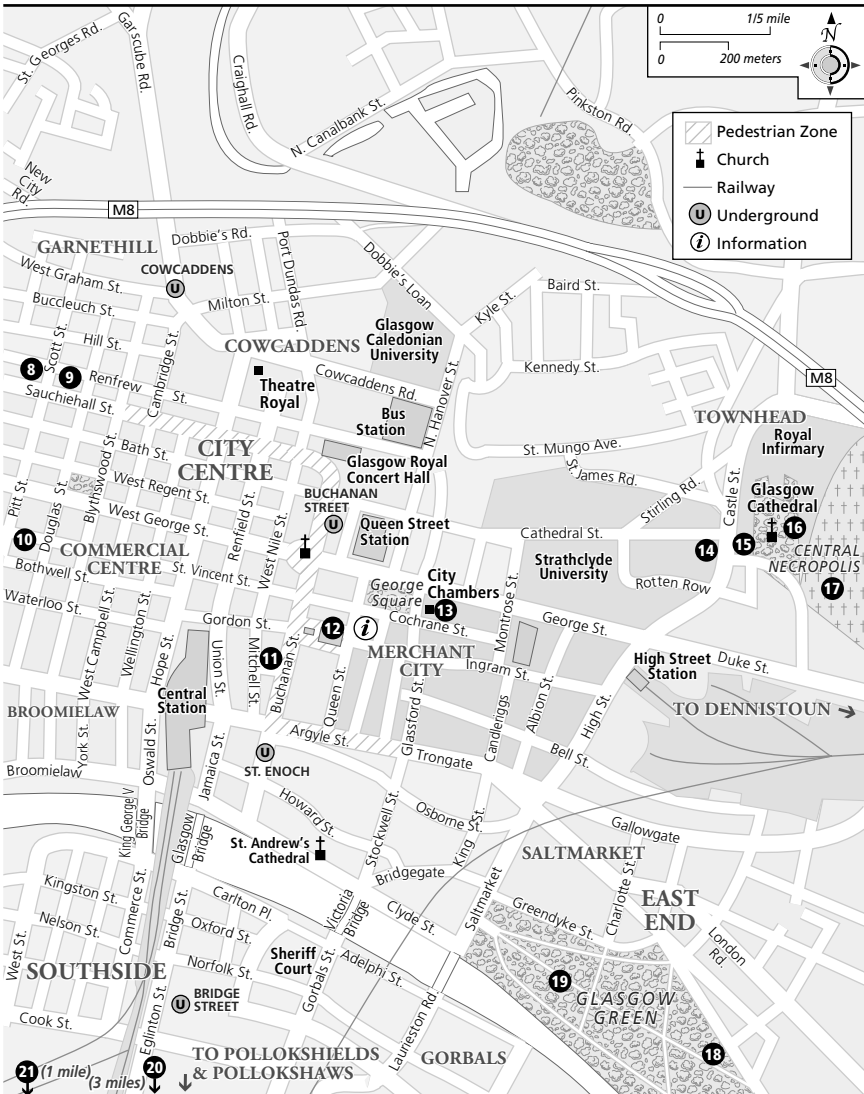 St. Georges Rd.
Garscube Rd.
Craighall Rd.
N. Canalbank St.
Pinkston Rd.
0 1/5 mile
0 200 meters
N
Pedestrian Zone
Church
Railway
U Underground
i Information
New
City
Rd.
M8
GARNETHILL
Dobbie's Rd.
Port Dundas Rd.
Dobbie's Loan
COWCADDENS
U
West Graham St.
Milton St.
Buccleuch St.
Kyle St.
Baird St.
Scott St.
Hill St.
Cambridge St.
COWCADDENS
Glasgow
Caledonian
University
N. Hanover St.
Kennedy St.
M8
8
9
Renfrew St.
Theatre
Royal
Cowcaddens Rd.
Sauchiehall St.
Bus
Station
TOWNHEAD
Royal
Infirmary
Bath St.
CITY
CENTRE
St. Mungo Ave.
Glasgow Royal
Concert Hall
St. James Rd.
Stirling Rd.
Castle St.
Glasgow
Cathedral
Pitt St.
Douglas St.
Blythswood St.
West Regent St.
West George St.
Renfield St.
West Nile St.
BUCHANAN
STREET
U
Queen Street
Station
Cathedral St.
10
14
15
16
COMMERCIAL
CENTRE
Strathclyde
University
CENTRAL
NECROPOLIS
17
Rotten Row
Bothwell St.
St. Vincent St.
George
Square
City
Chambers
13
Montrose St.
Waterloo St.
Gordon St.
12
i
Cochrane St.
George St.
West Campbell St.
Wellington St.
Hope St.
Union St.
Mitchell St.
11
Buchanan St.
Queen St.
MERCHANT
CITY
Ingram St.
High Street
Station
Duke St.
Central
Station
Glassford St.
Candleriggs
Albion St.
High St.
TO DENNISTOUN
BROOMIELAW
York St.
Oswald St.
Argyle St.
Trongate
Bell St.
Broomielaw
Jamaica St.
U
ST. ENOCH
King George V
Bridge
Glasgow
Bridge
Howard St.
Stockwell St.
Osborne St.
King St.
Gallowgate
St. Andrew's
Cathedral
Bridgegate
SALTMARKET
Saltmarket
Charlotte St.
EAST
END
Kingston St.
Commerce St.
Bridge St.
Carlton Pl.
Victoria
Bridge
Clyde St.
Greendyke St.
London
Rd.
Nelson St.
Oxford St.
West St.
SOUTHSIDE
Norfolk St.
Sheriff
Court
Gorbals St.
Adelphi St.
19
GLASGOW
GREEN
U
BRIDGE
STREET
Cook St.
Eglinton St.
Laurieston Rd.
18
21 (1 mile)
(3 miles) 20
TO POLLOKSHIELDS
& POLLOKSHAWS
GORBALS